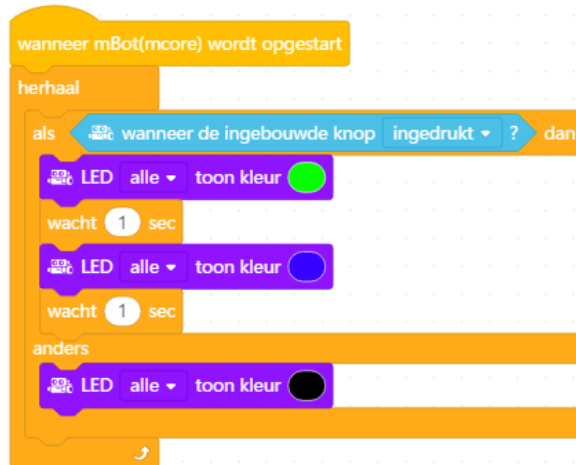 wanneer mBot(mcore) wordt opgestart
herhaal
als wanneer de ingebouwde knop ingedrukt ? dan
LED alle toon kleur
wacht 1 sec
LED alle toon kleur
wacht 1 sec
anders
LED alle toon kleur